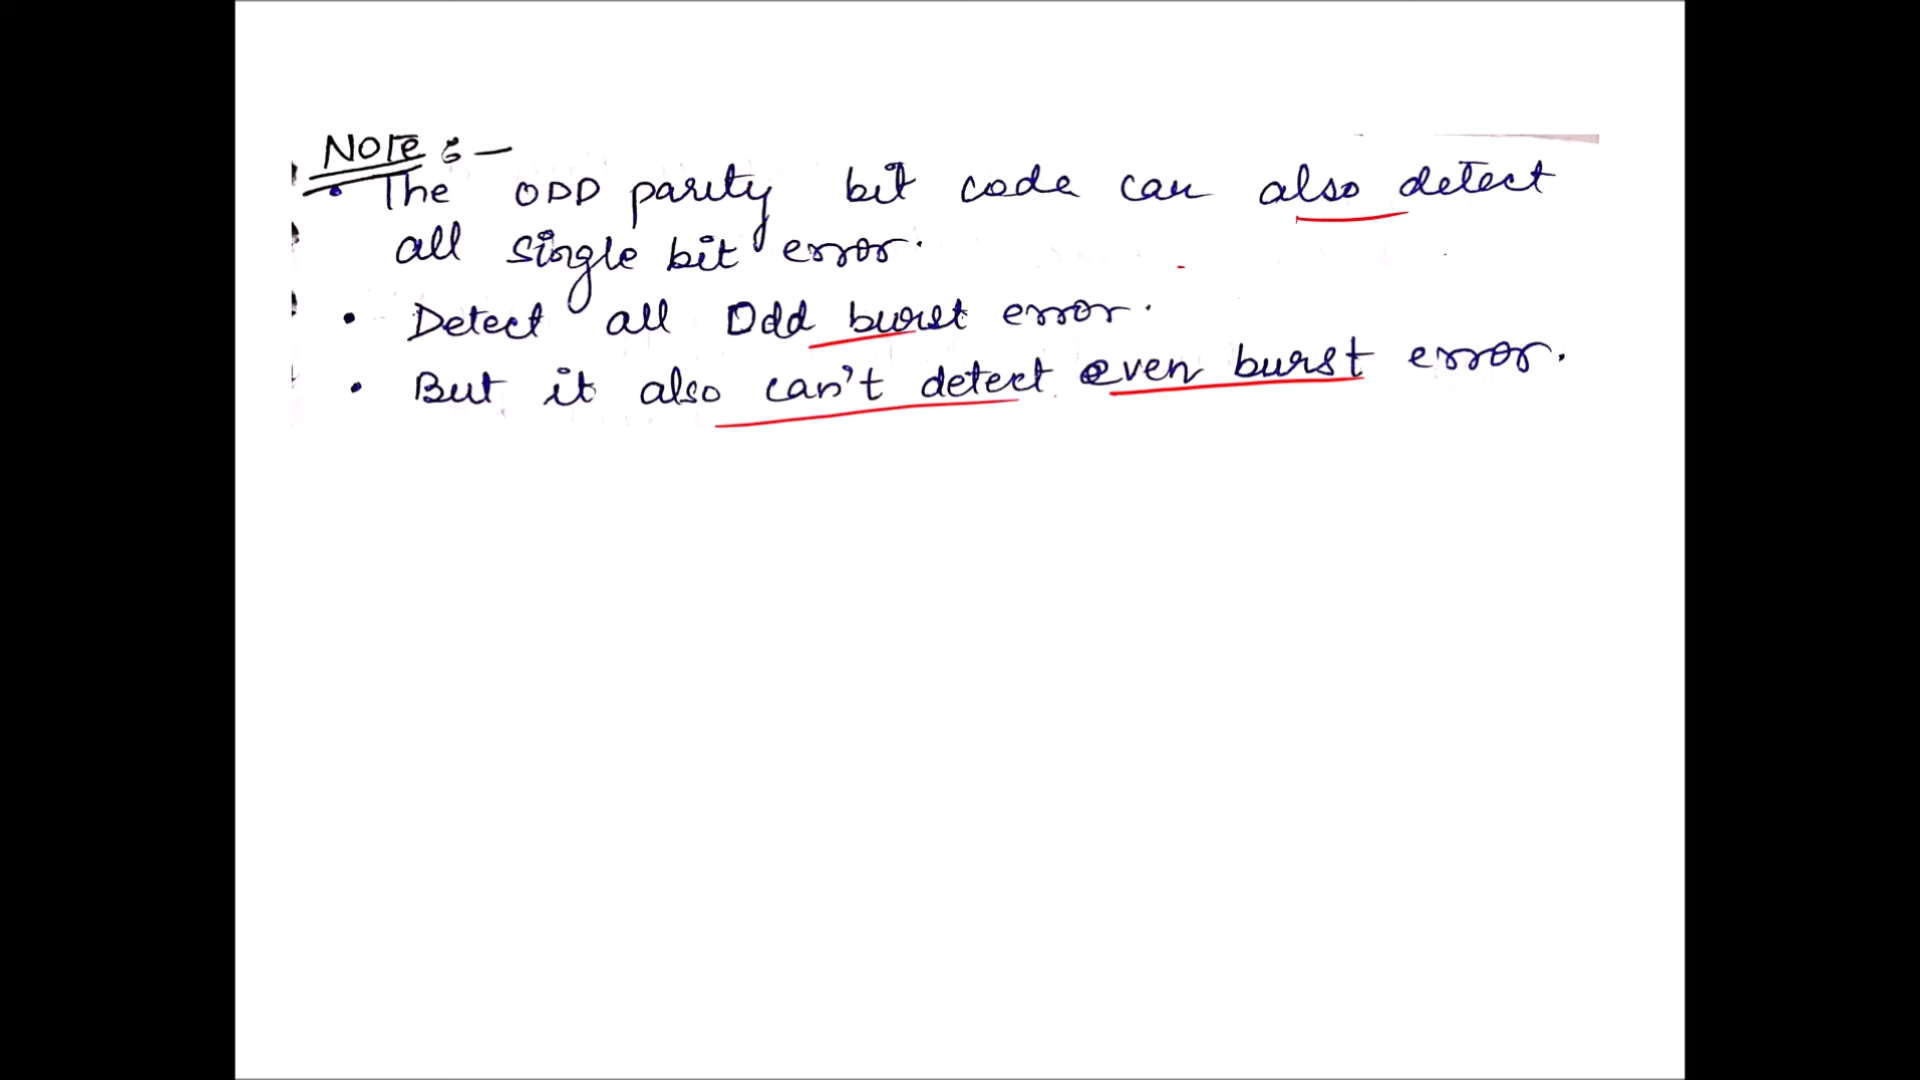 Note :-
• The ODD parity bit code can also detect
all single bit error.
• Detect all Odd burst error.
• But it also can't detect even burst error.